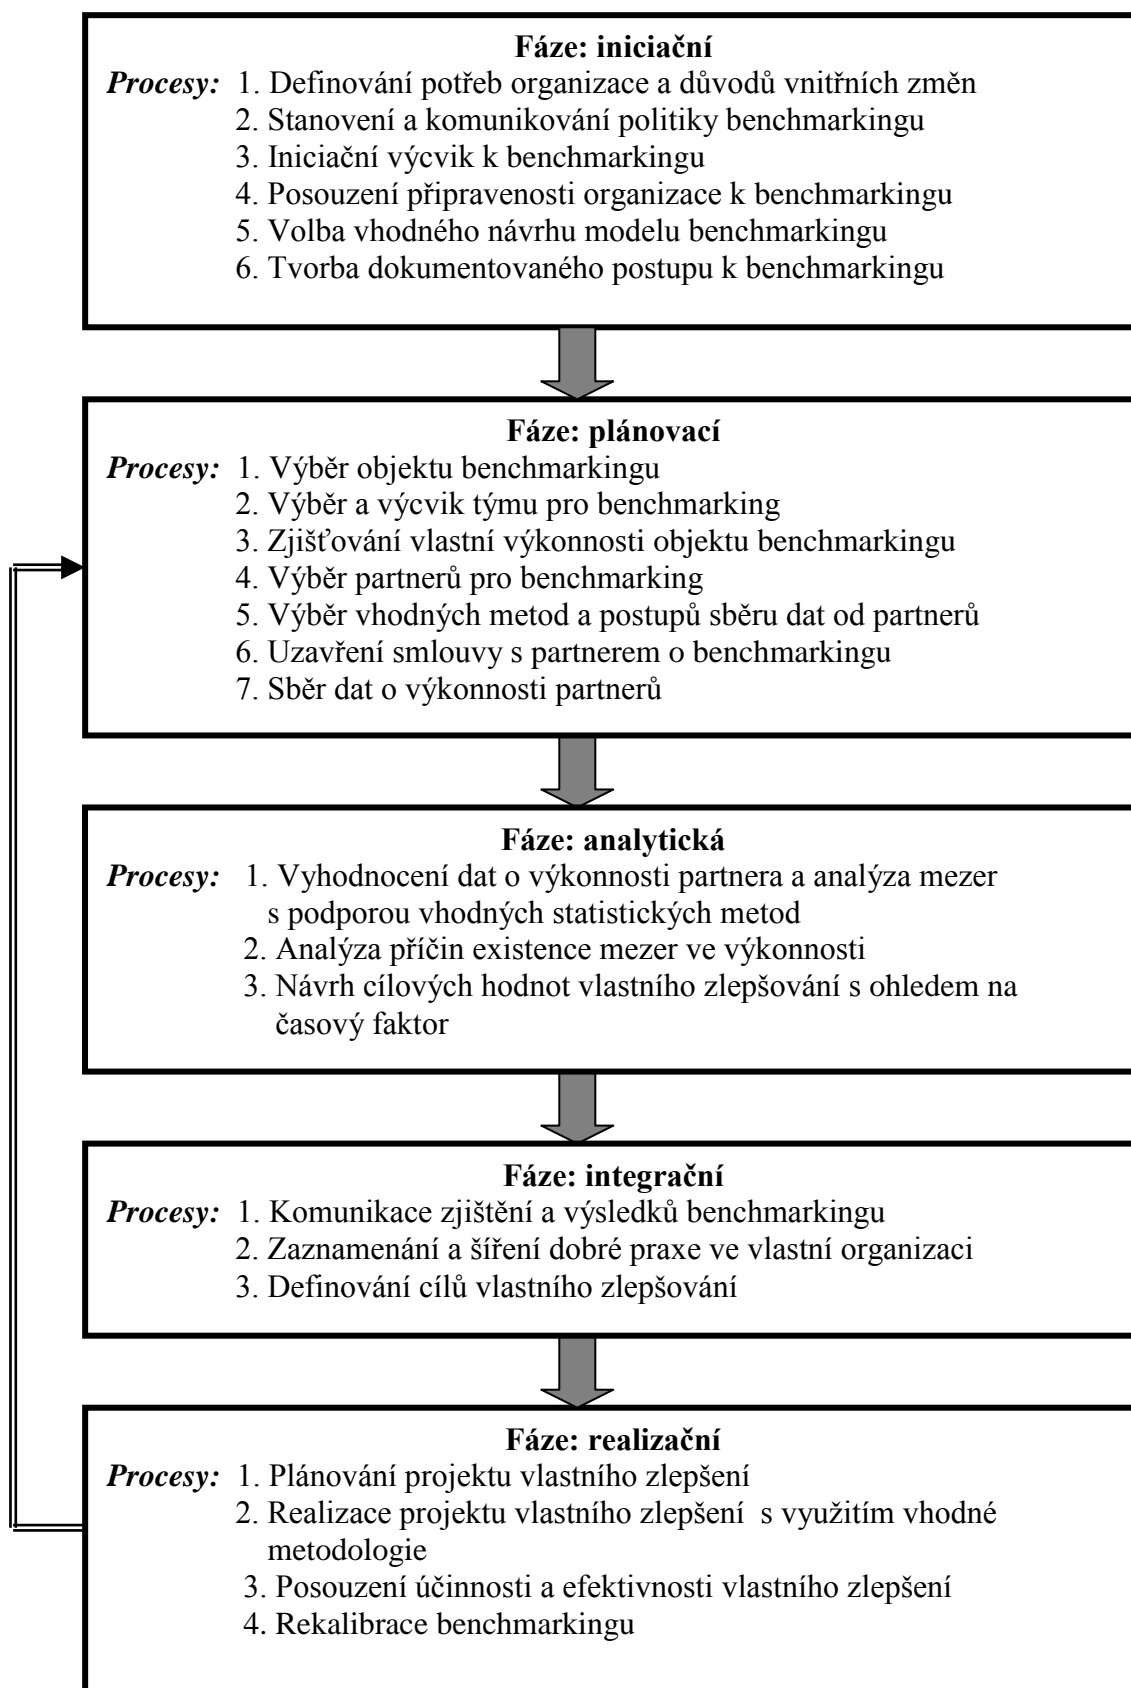 Fáze: iniciační
Procesy: 1. Definování potřeb organizace a důvodů vnitřních změn
2. Stanovení a komunikování politiky benchmarkingu
3. Iniciační výcvik k benchmarkingu
4. Posouzení připravenosti organizace k benchmarkingu
5. Volba vhodného návrhu modelu benchmarkingu
6. Tvorba dokumentovaného postupu k benchmarkingu
Fáze: plánovací
Procesy: 1. Výběr objektu benchmarkingu
2. Výběr a výcvik týmu pro benchmarking
3. Zjišťování vlastní výkonnosti objektu benchmarkingu
4. Výběr partnerů pro benchmarking
5. Výběr vhodných metod a postupů sběru dat od partnerů
6. Uzavření smlouvy s partnerem o benchmarkingu
7. Sběr dat o výkonnosti partnerů
Fáze: analytická
Procesy: 1. Vyhodnocení dat o výkonnosti partnera a analýza mezer
s podporou vhodných statistických metod
2. Analýza příčin existence mezer ve výkonnosti
3. Návrh cílových hodnot vlastního zlepšování s ohledem na
časový faktor
Fáze: integrační
Procesy: 1. Komunikace zjištění a výsledků benchmarkingu
2. Zaznamenání a šíření dobré praxe ve vlastní organizaci
3. Definování cílů vlastního zlepšování
Fáze: realizační
Procesy: 1. Plánování projektu vlastního zlepšení
2. Realizace projektu vlastního zlepšení s využitím vhodné
metodologie
3. Posouzení účinnosti a efektivnosti vlastního zlepšení
4. Rekalibrace benchmarkingu